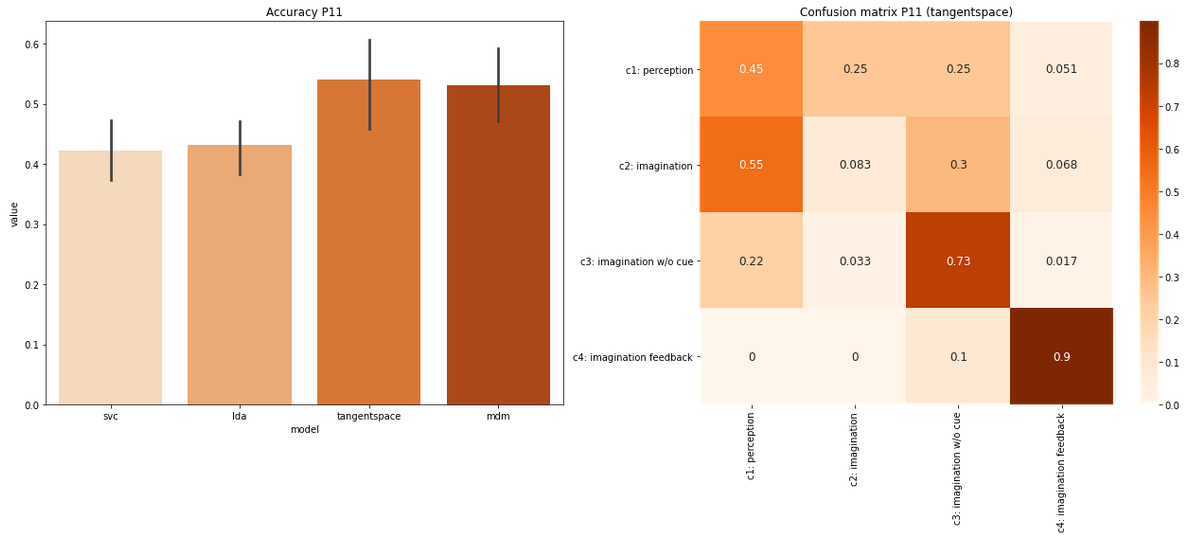 Accuracy P11
value
0.6
0.5
0.4
0.3
0.2
0.1
0.0
svc lda tangentspace mdm
model
Confusion matrix P11 (tangentspace)
c1: perception 0.45 0.25 0.25 0.051
c2: imagination 0.55 0.083 0.3 0.068
c3: imagination w/o cue 0.22 0.033 0.73 0.017
c4: imagination feedback 0 0 0.1 0.9
c1: perception
c2: imagination
c3: imagination w/o cue
c4: imagination feedback
0.8
0.7
0.6
0.5
0.4
0.3
0.2
0.1
0.0